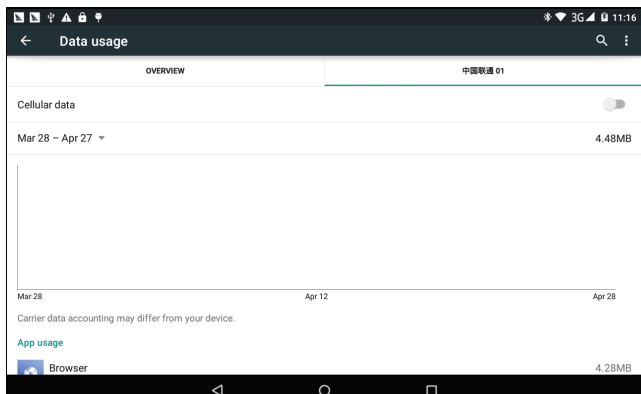 3G 11:16
Data usage
OVERVIEW
中国联通 01
Cellular data
Mar 28 – Apr 27
4.48MB
Mar 28
Apr 12
Apr 28
Carrier data accounting may differ from your device.
App usage
Browser
4.28MB